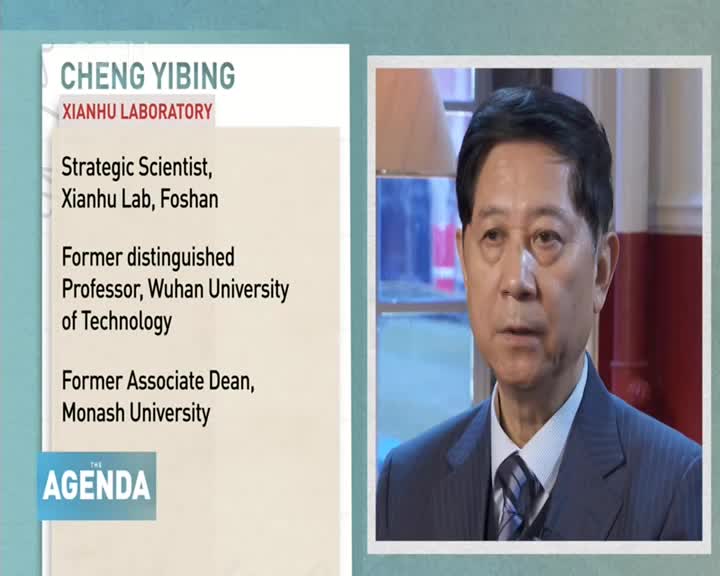 CHENG YIBING
XIANHU LABORATORY
Strategic Scientist,
Xianhu Lab, Foshan
Former distinguished
Professor, Wuhan University
of Technology
Former Associate Dean,
Monash University
THE
AGENDA